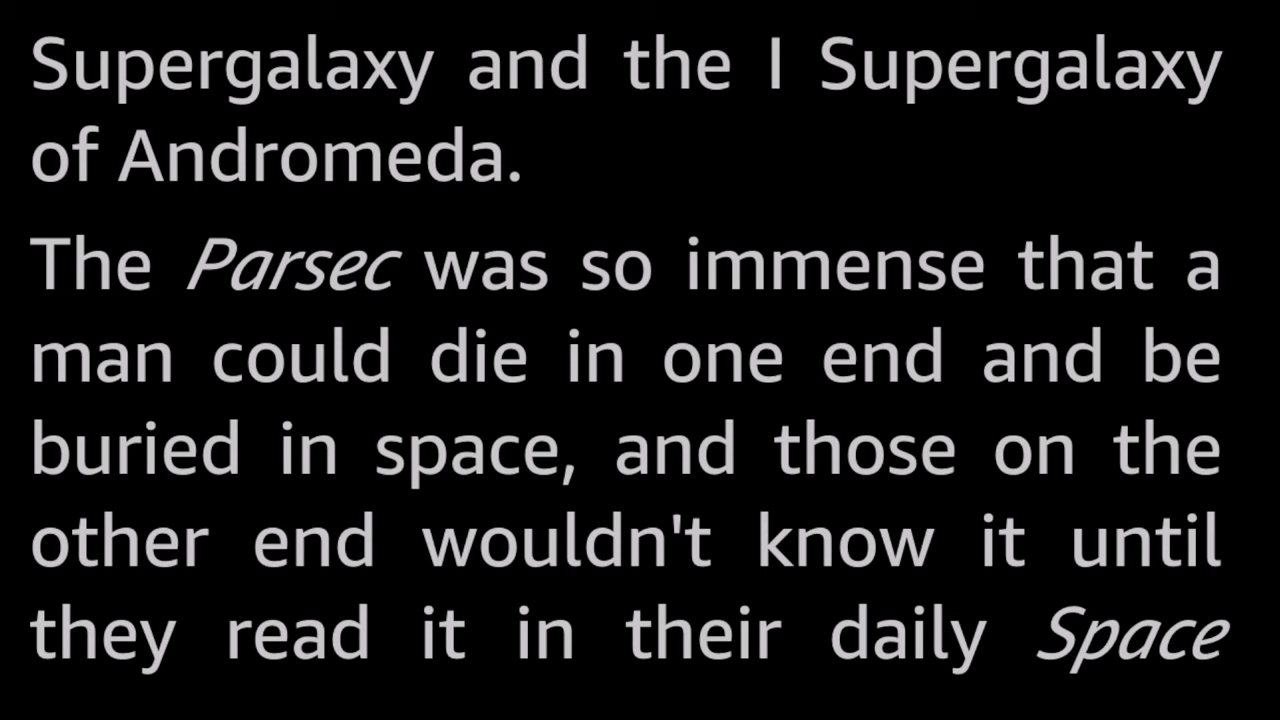 Supergalaxy and the I Supergalaxy
of Andromeda.
The Parsec was so immense that a
man could die in one end and be
buried in space, and those on the
other end wouldn't know it until
they read it in their daily Space